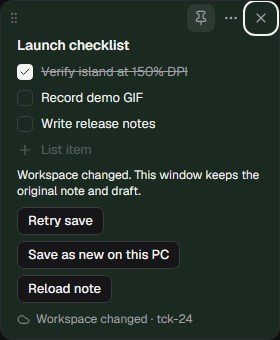 Launch checklist
Verify island at 150% DPI
Record demo GIF
Write release notes
List item
Workspace changed. This window keeps the
original note and draft.
Retry save
Save as new on this PC
Reload note
Workspace changed · tck-24